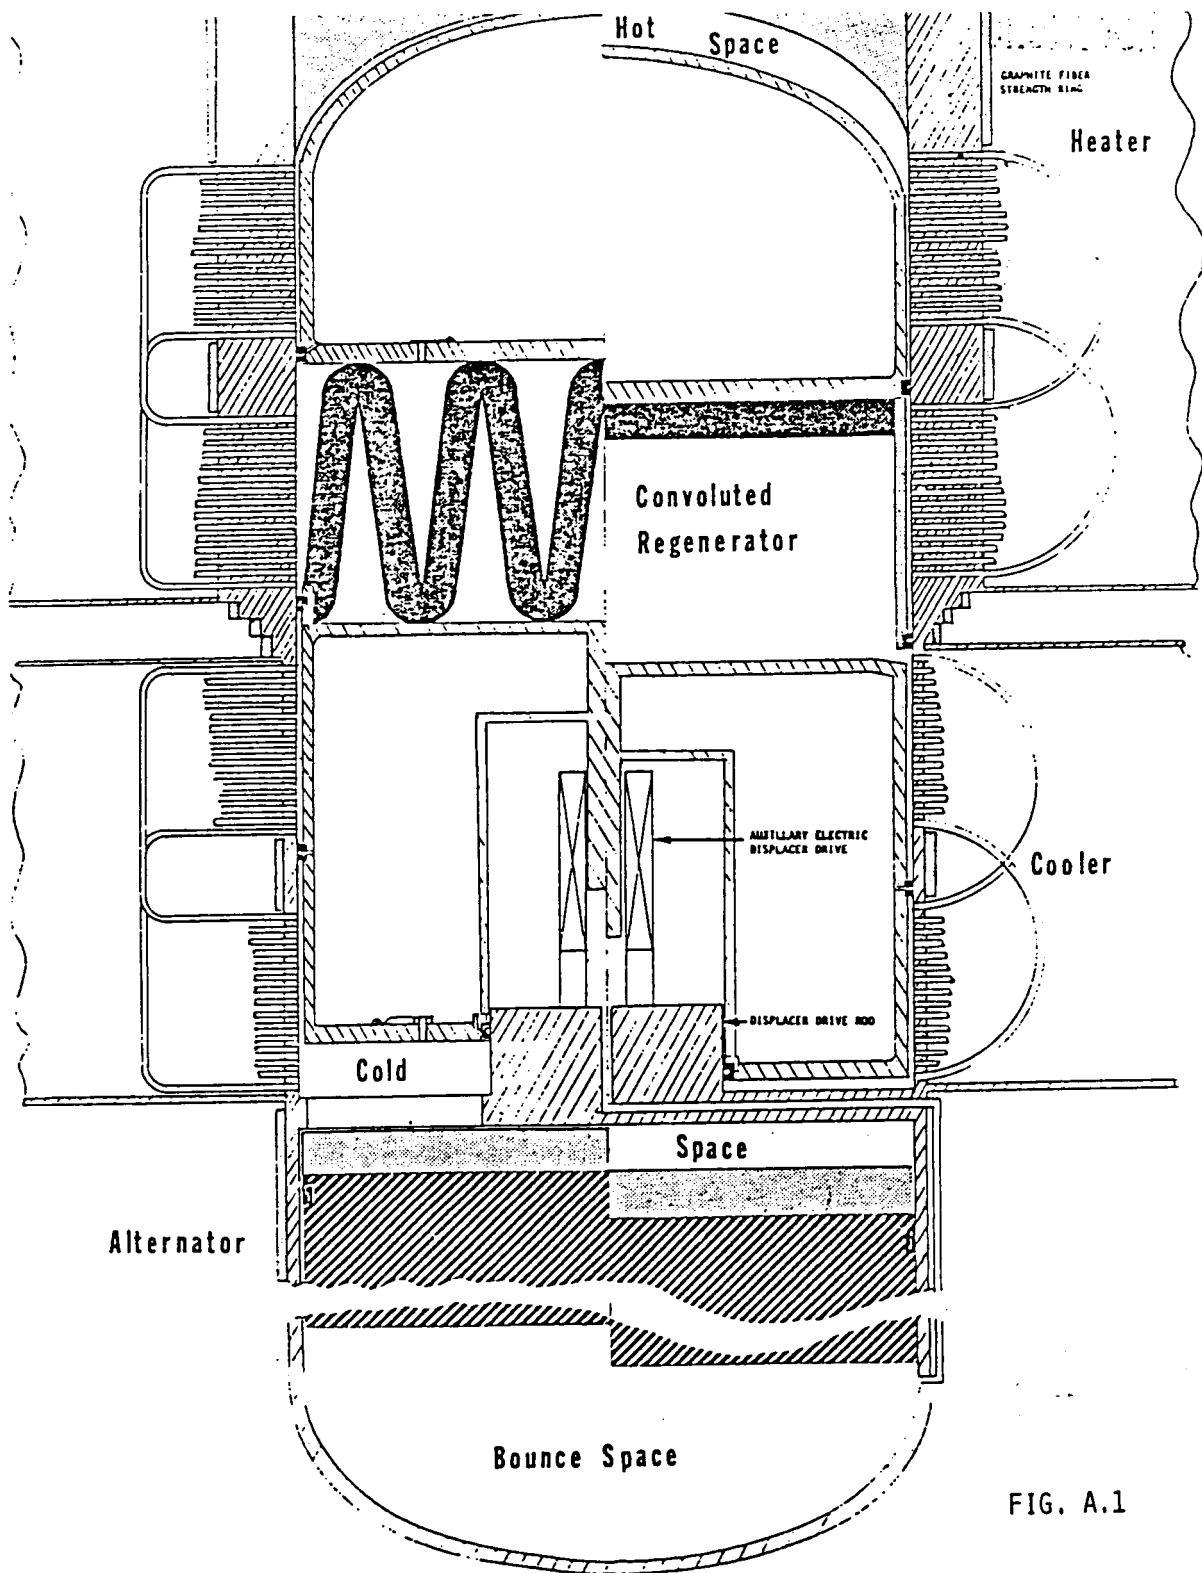 Hot
Space
GRAPHITE FIBER
STRENGTH RING
Heater
Convoluted
Regenerator
AUXILLARY ELECTRIC
DISPLACER DRIVE
Cooler
DISPLACER DRIVE ROD
Cold
Space
Alternator
Bounce Space
FIG. A.1